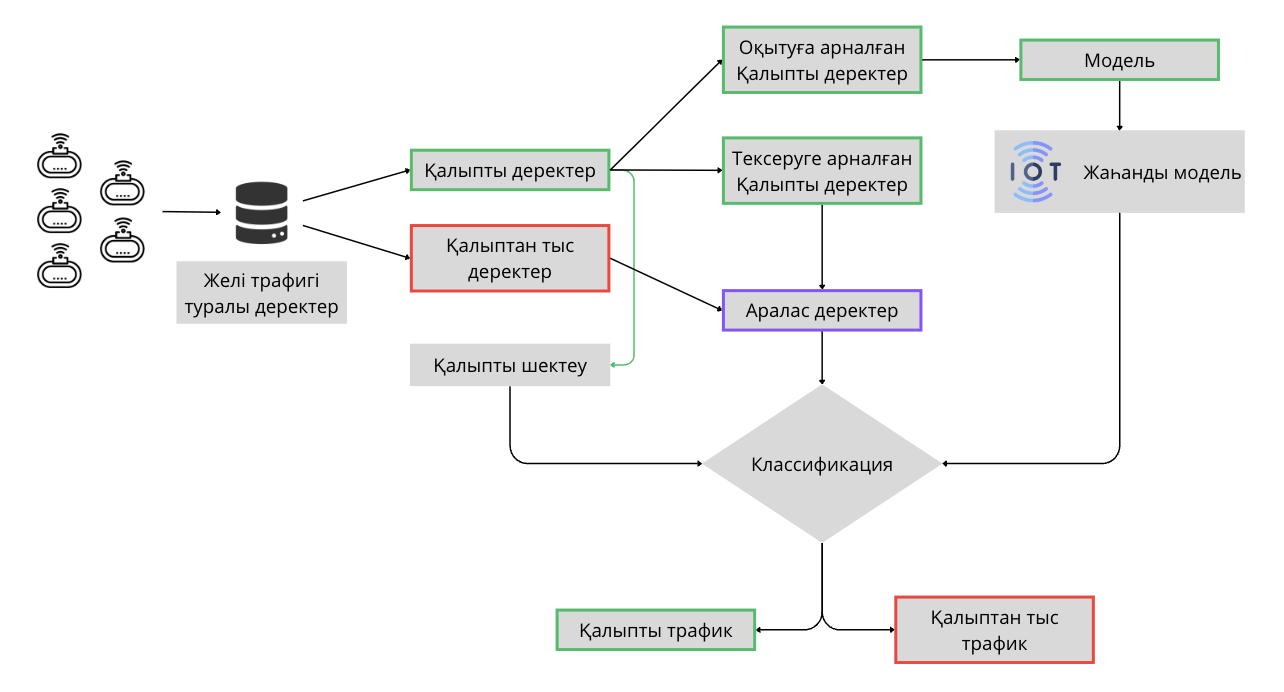 Оқытуға арналған
Қалыпты деректер
Модель
Қалыпты деректер
Тексеруге арналған
Қалыпты деректер
IOT
Жаһанды модель
Қалыптан тыс
деректер
Желі трафигі
туралы деректер
Аралас деректер
Қалыпты шектеу
Классификация
Қалыпты трафик
Қалыптан тыс
трафик